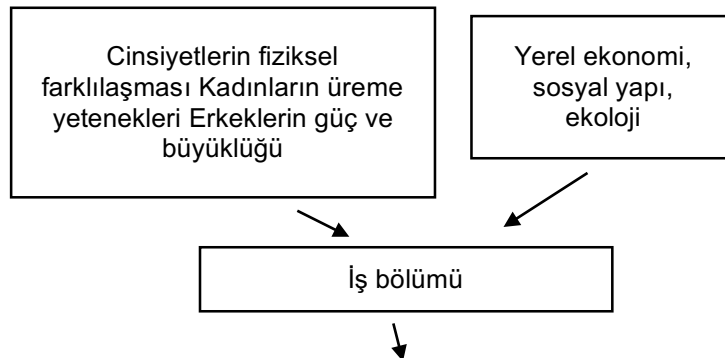 Cinsiyetlerin fiziksel
farklılaşması Kadınların üreme
yetenekleri Erkeklerin güç ve
büyüklüğü
Yerel ekonomi,
sosyal yapı,
ekoloji
İş bölümü